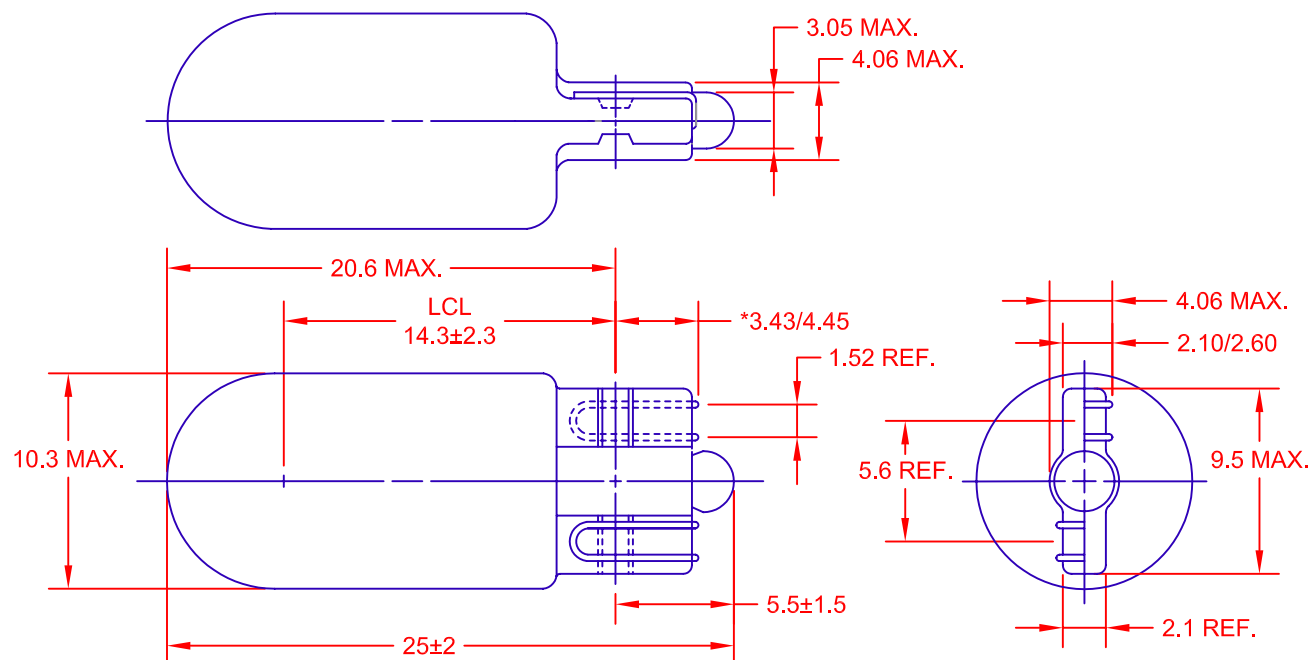 3.05 MAX.
4.06 MAX.
20.6 MAX.
LCL
14.3±2.3
*3.43/4.45
1.52 REF.
4.06 MAX.
2.10/2.60
10.3 MAX.
5.6 REF.
9.5 MAX.
5.5±1.5
25±2
2.1 REF.